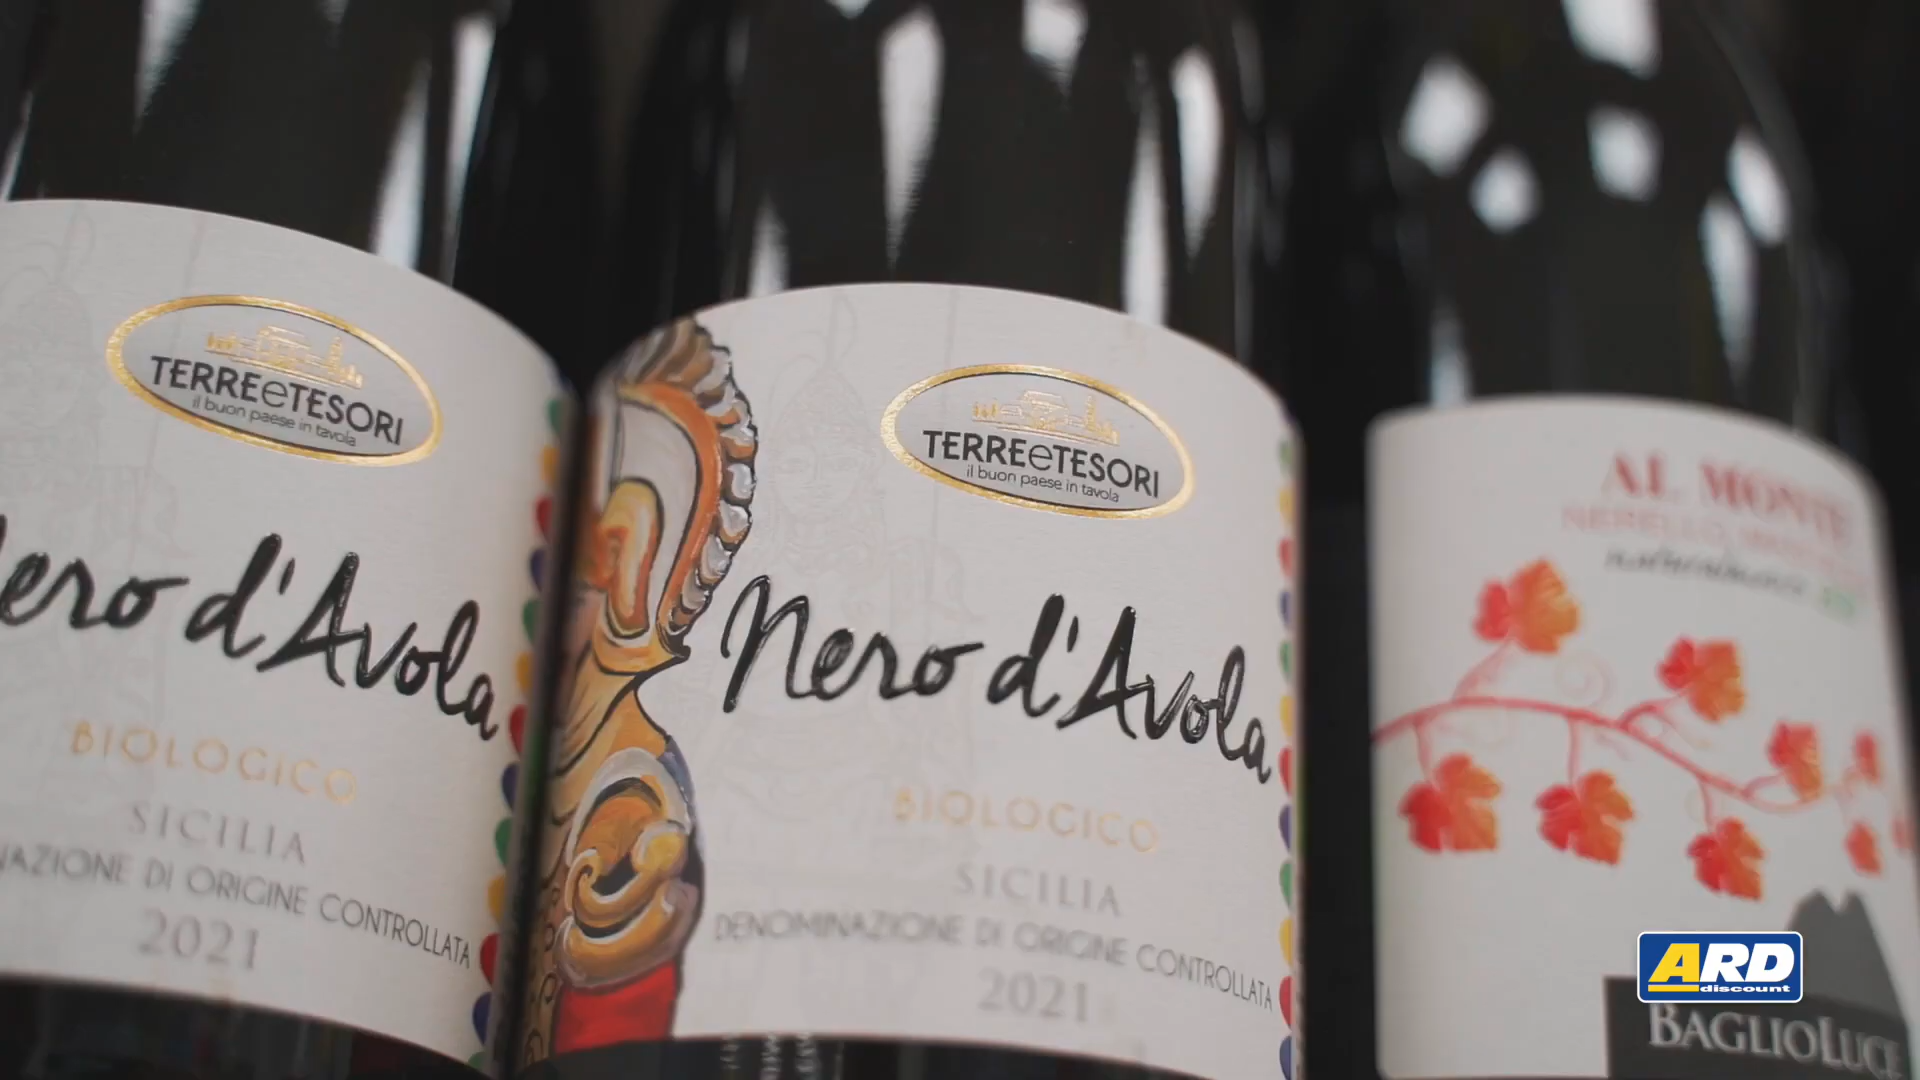 TERREeTESORI
il buon paese in tavola
ero d'Avola
BIOLOGICO
SICILIA
NAZIONE DI ORIGINE CONTROLLATA
2021
TERREeTESORI
il buon paese in tavola
Nero d'Avola
BIOLOGICO
SICILIA
DENOMINAZIONE DI ORIGINE CONTROLLATA
2021
AL MONTE
NERELLO
BAGLIOLUCE
ARD
discount